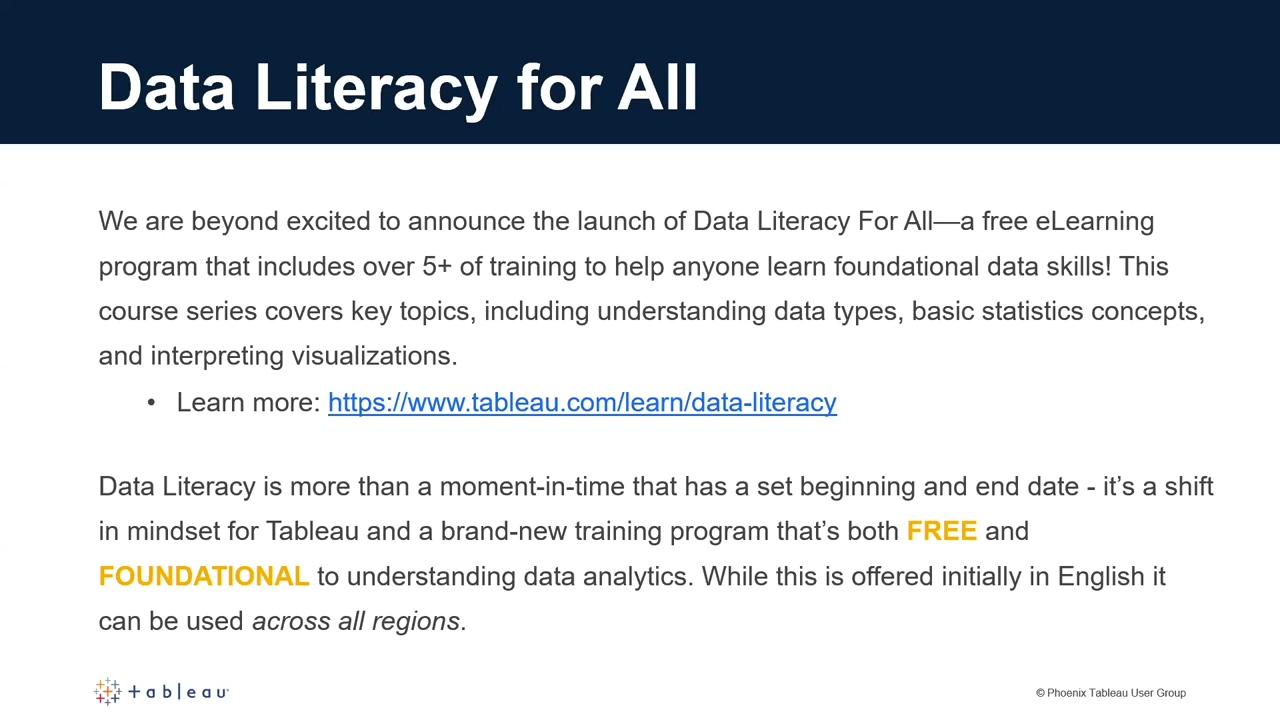 Data Literacy for All
We are beyond excited to announce the launch of Data Literacy For All—a free eLearning
program that includes over 5+ of training to help anyone learn foundational data skills! This
course series covers key topics, including understanding data types, basic statistics concepts,
and interpreting visualizations.
• Learn more: https://www.tableau.com/learn/data-literacy
Data Literacy is more than a moment-in-time that has a set beginning and end date - it’s a shift
in mindset for Tableau and a brand-new training program that’s both FREE and
FOUNDATIONAL to understanding data analytics. While this is offered initially in English it
can be used across all regions.
+ableau
© Phoenix Tableau User Group